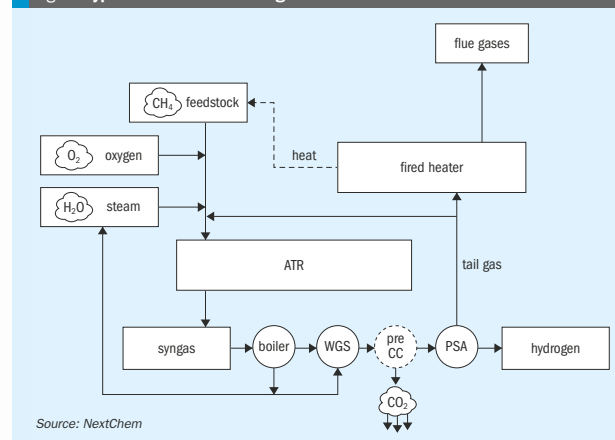 flue gases
CH₄ feedstock
O₂ oxygen
heat
fired heater
H₂O steam
ATR
tail gas
syngas
boiler
WGS
pre
CC
PSA
hydrogen
CO₂
Source: NextChem